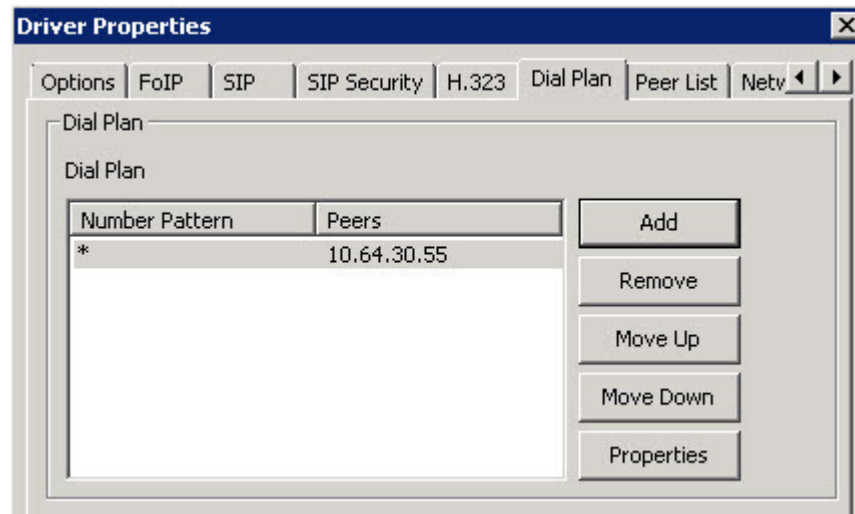 Driver Properties
Options FoIP SIP SIP Security H.323 Dial Plan Peer List Netv
Dial Plan
Dial Plan
Number Pattern Peers
* 10.64.30.55
Add
Remove
Move Up
Move Down
Properties